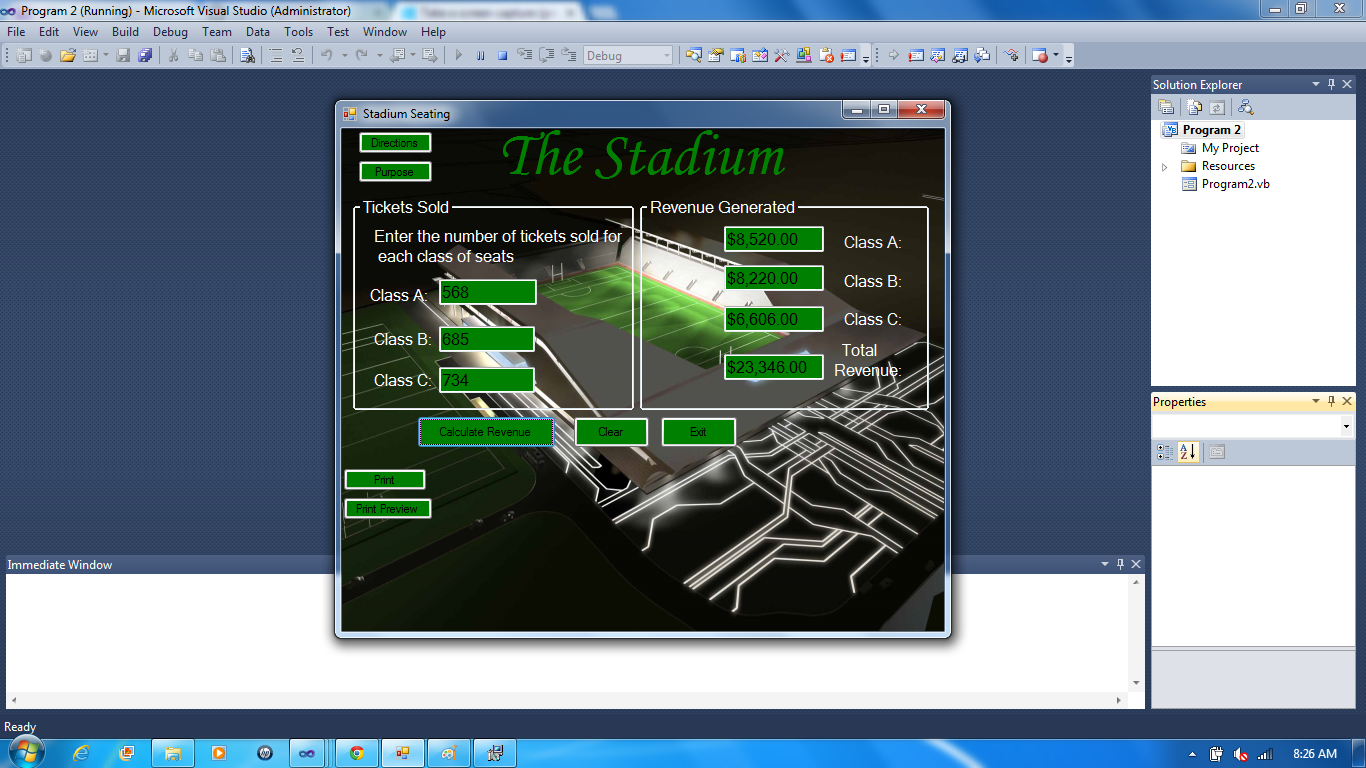 Program 2 (Running) - Microsoft Visual Studio (Administrator)
File Edit View Build Debug Team Data Tools Test Window Help
Debug
Solution Explorer
Program 2
My Project
Resources
Program2.vb
Stadium Seating
Directions
The Stadium
Purpose
Tickets Sold
Enter the number of tickets sold for
each class of seats
Class A: 568
Class B: 685
Class C: 734
Revenue Generated
$8,520.00 Class A:
$8,220.00 Class B:
$6,606.00 Class C:
$23,346.00 Total
Revenue:
Calculate Revenue Clear Exit
Print
Print Preview
Properties
Immediate Window
Ready
8:26 AM